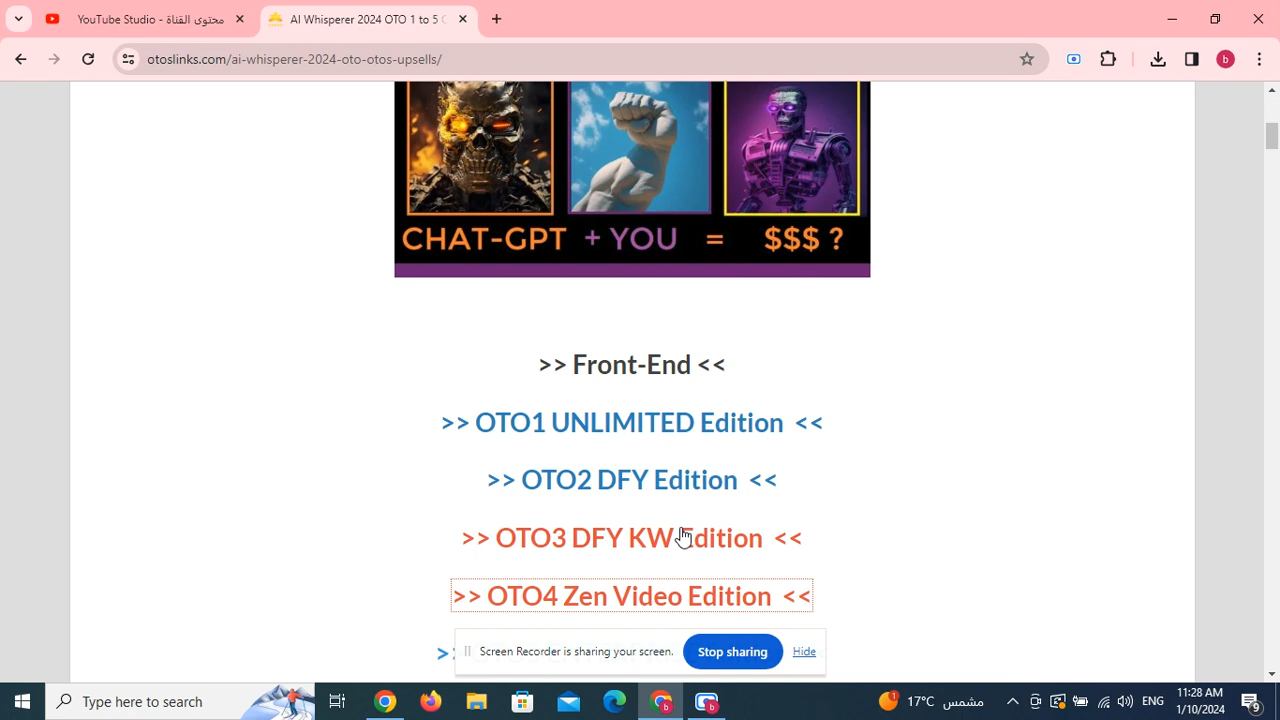 YouTube Studio - محتوى القناة
AI Whisperer 2024 OTO 1 to 5
otoslinks.com/ai-whisperer-2024-oto-otos-upsells/
b
CHAT-GPT + YOU = $$$ ?
>> Front-End <<
>> OTO1 UNLIMITED Edition <<
>> OTO2 DFY Edition <<
>> OTO3 DFY KW Edition <<
>> OTO4 Zen Video Edition <<
Screen Recorder is sharing your screen.
Stop sharing
Hide
Type here to search
1
17°C مشمس
ENG
11:28 AM
1/10/2024
9